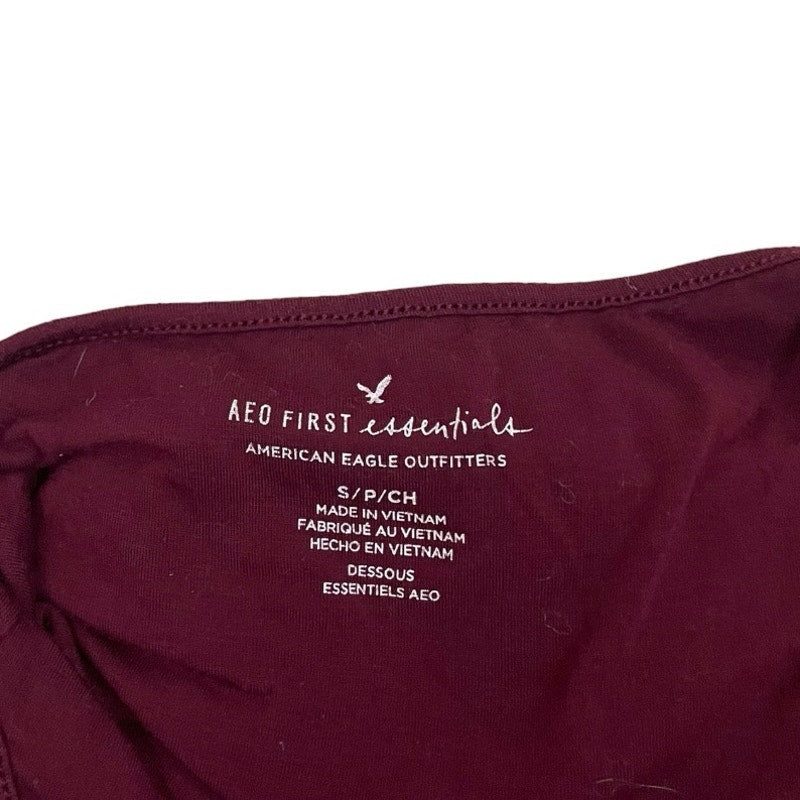 AEO FIRST essentials
AMERICAN EAGLE OUTFITTERS
S/P/CH
MADE IN VIETNAM
FABRIQUÉ AU VIETNAM
HECHO EN VIETNAM
DESSOUS
ESSENTIELS AEO